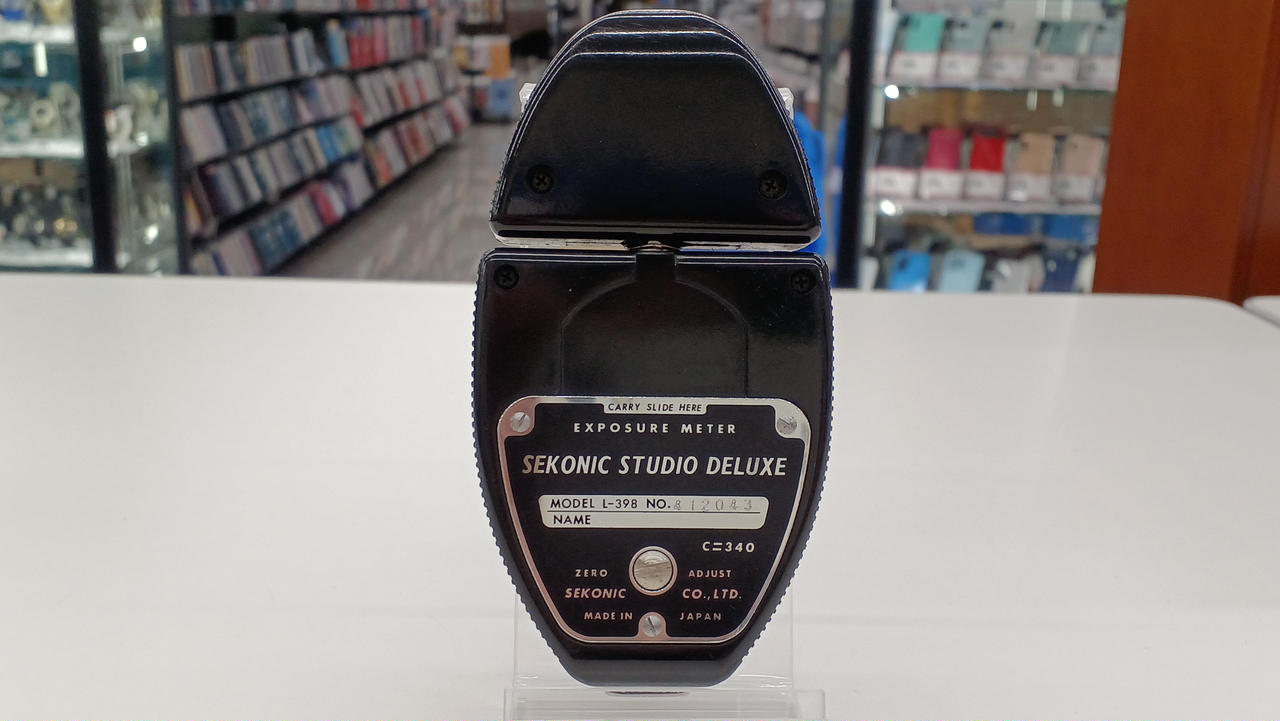 CARRY SLIDE HERE
EXPOSURE METER
SEKONIC STUDIO DELUXE
MODEL L-398 NO. 812043
NAME
C=340
ZERO ADJUST
SEKONIC CO.,LTD.
MADE IN JAPAN